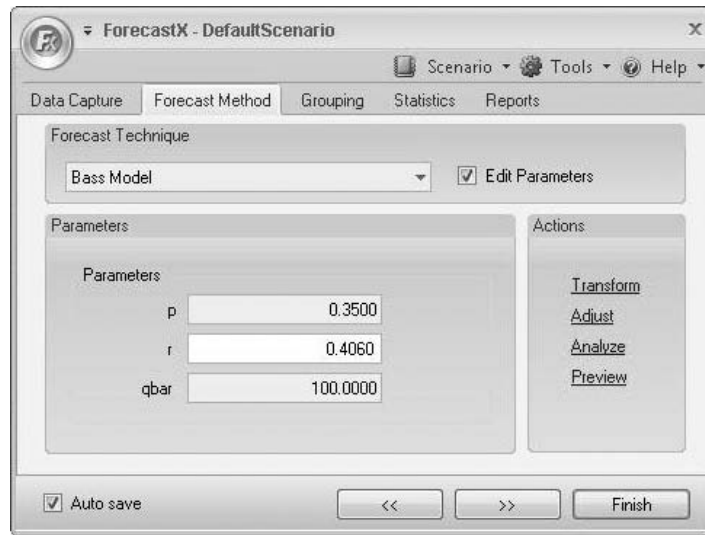 ForecastX - DefaultScenario
Scenario Tools Help
Data Capture Forecast Method Grouping Statistics Reports
Forecast Technique
Bass Model Edit Parameters
Parameters
Actions
Parameters
p 0.3500
r 0.4060
qbar 100.0000
Transform
Adjust
Analyze
Preview
Auto save << >> Finish